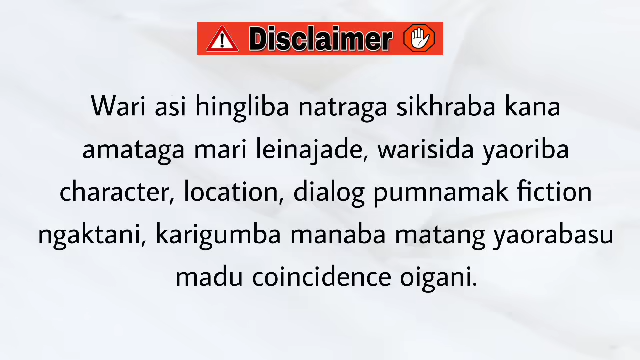 Disclaimer
Wari asi hingliba natraga sikhraba kana
amataga mari leinajade, warisida yaoriba
character, location, dialog pumnamak fiction
ngaktani, karigumba manaba matang yaorabasu
madu coincidence oigani.